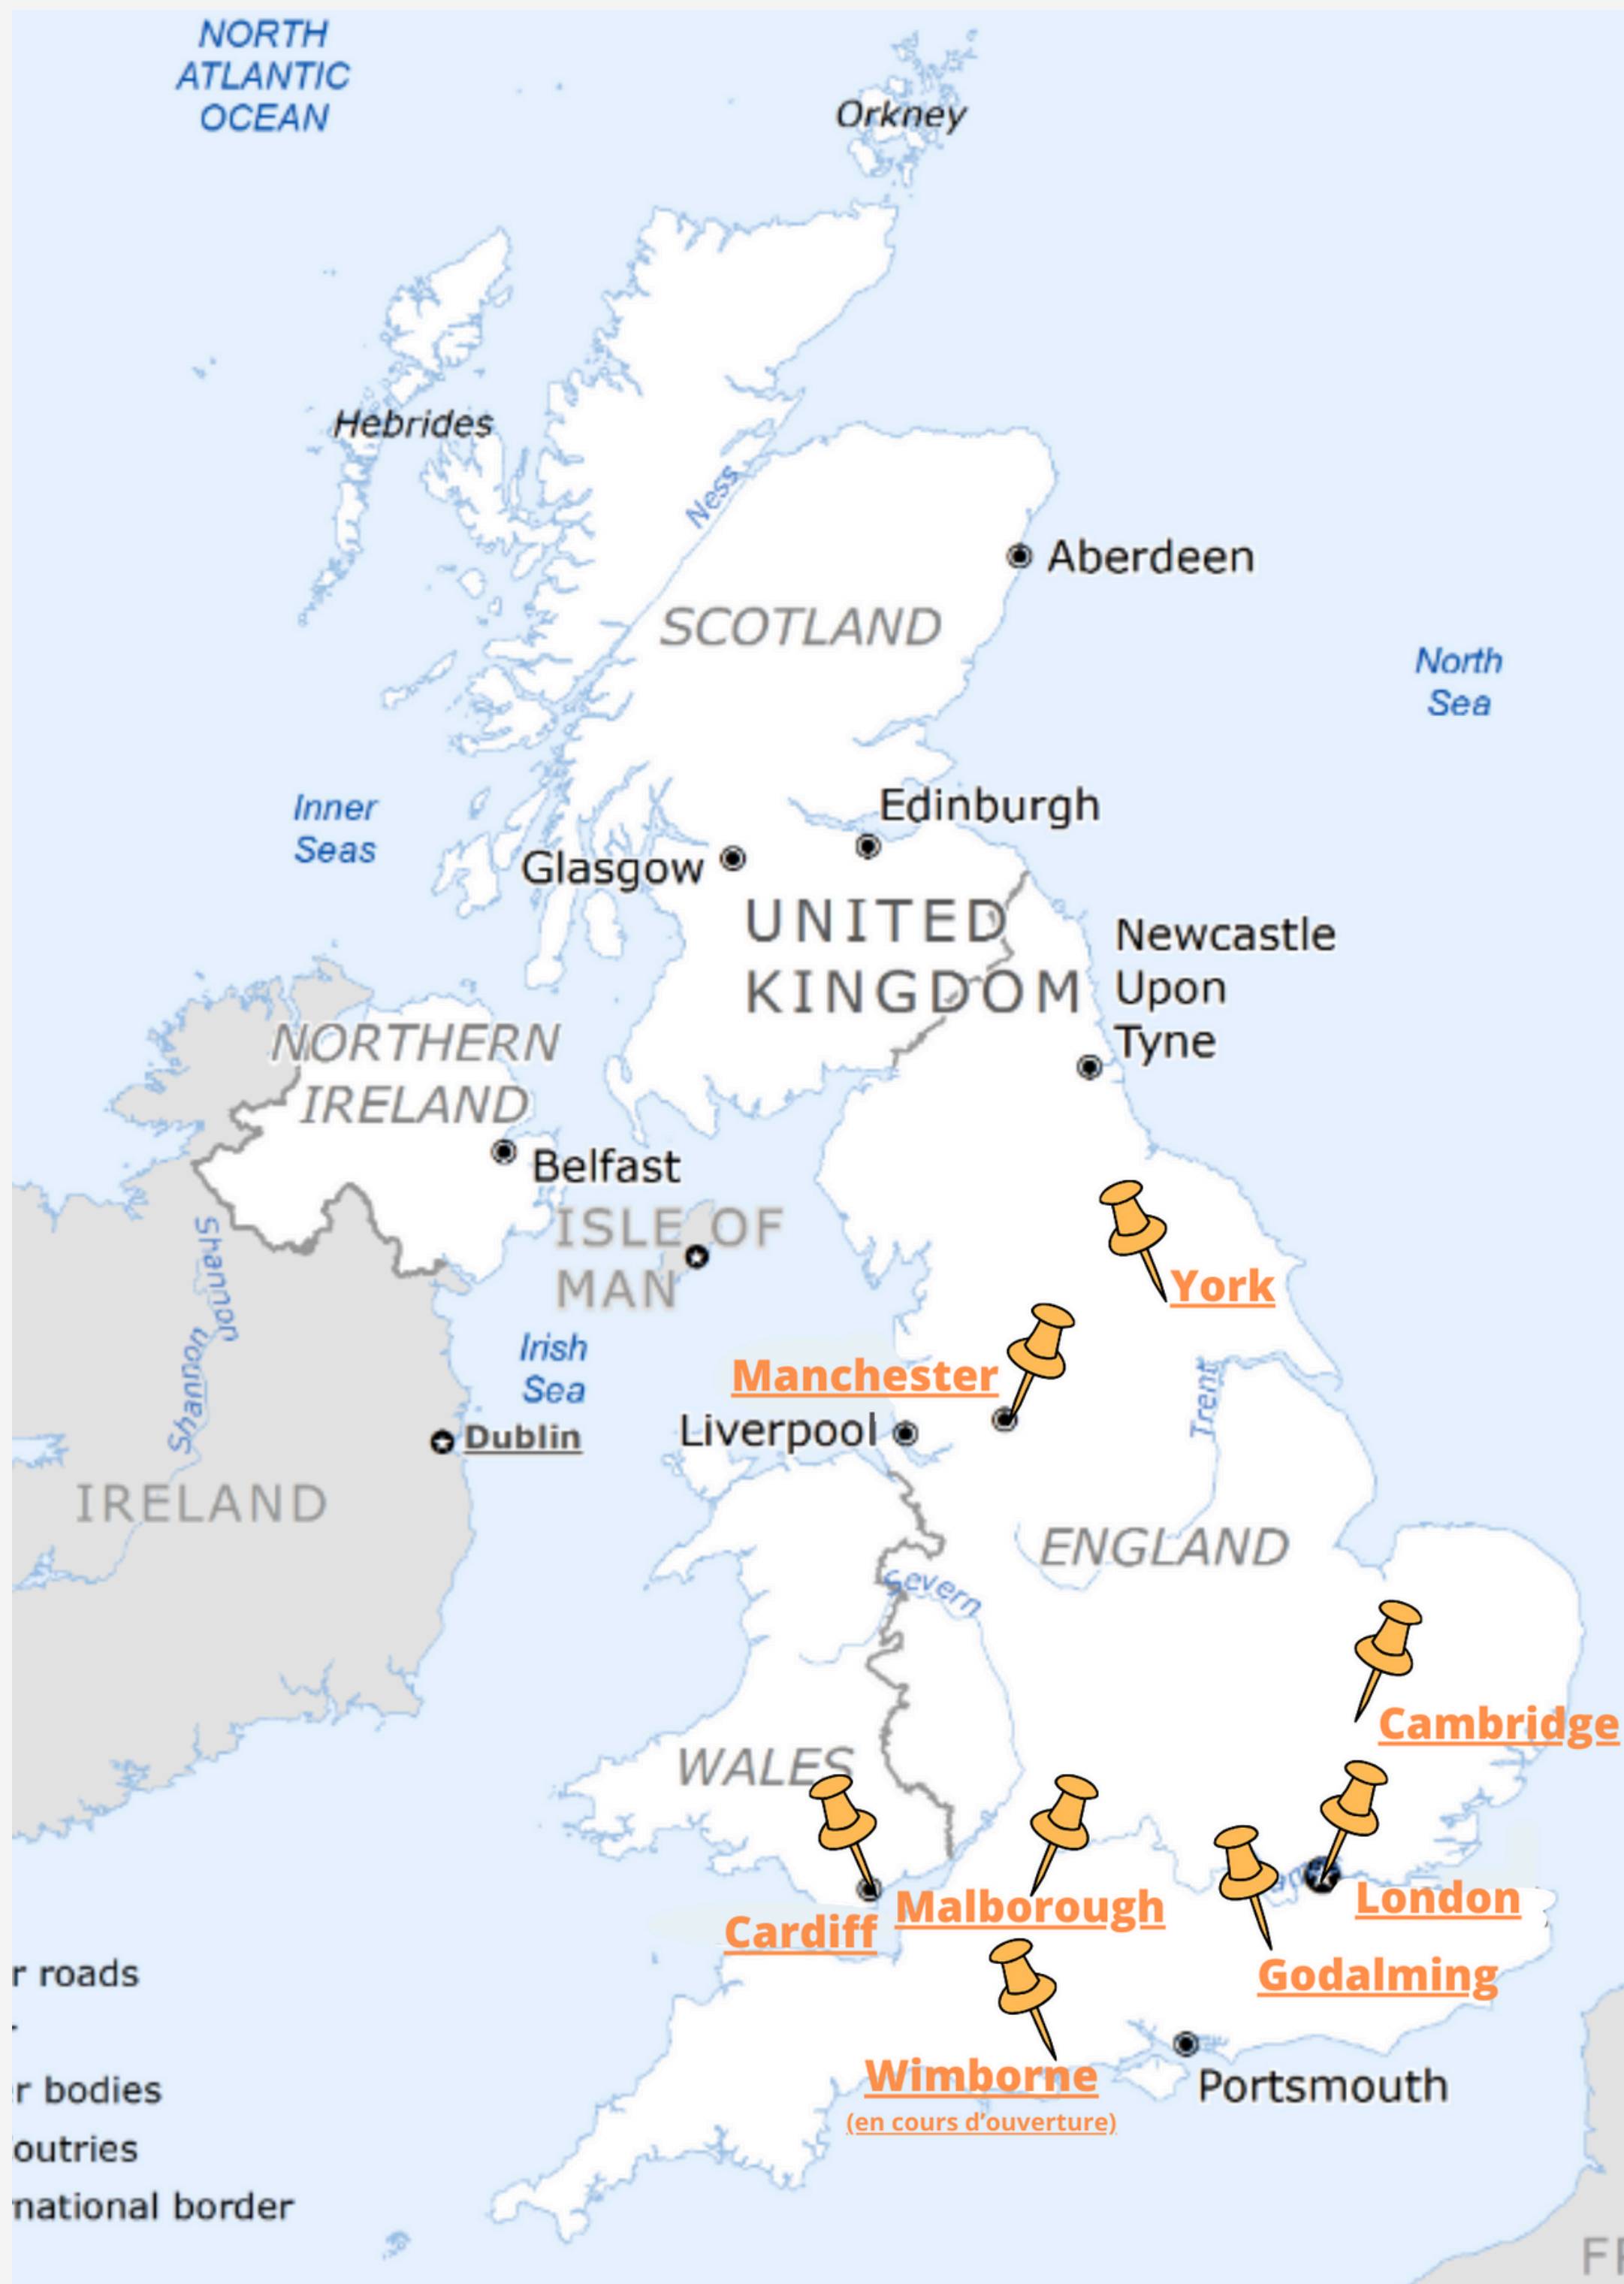 NORTH
ATLANTIC
OCEAN
Orkney
Hebrides
Ness
Aberdeen
SCOTLAND
North
Sea
Inner
Seas
Edinburgh
Glasgow
UNITED
KINGDOM
Newcastle
Upon
Tyne
NORTHERN
IRELAND
Belfast
ISLE OF
MAN
Shannon
York
Irish
Sea
Manchester
Shannon
Trent
Liverpool
Dublin
IRELAND
ENGLAND
Severn
Cambridge
WALES
London
Malborough
Cardiff
Godalming
r roads
Wimborne
(en cours d'ouverture)
Portsmouth
r bodies
outries
national border